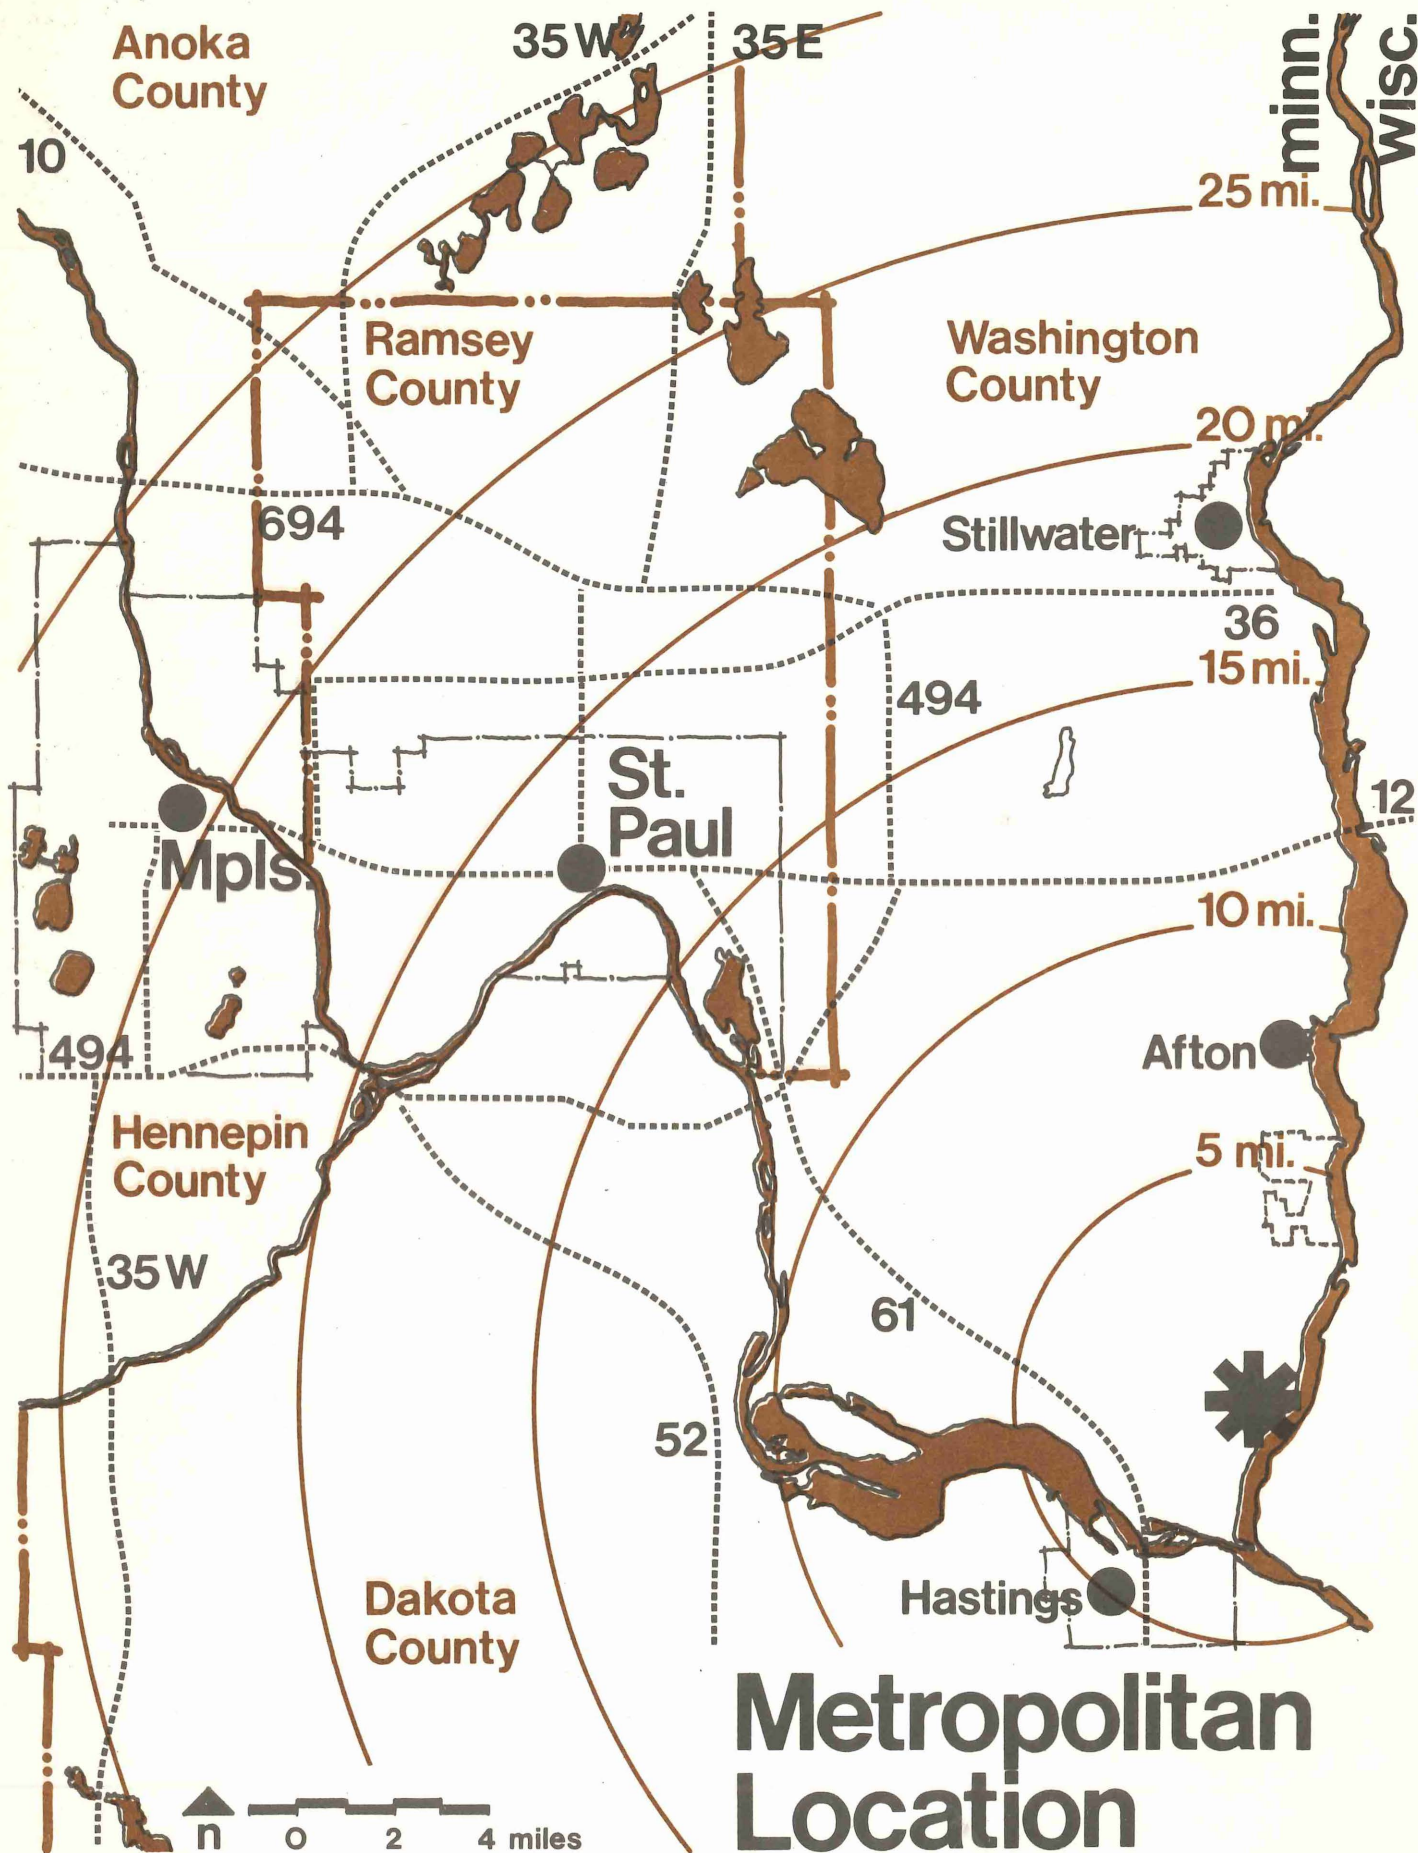 Anoka
County
35W
35E
minn.
wisc.
10
25 mi.
Ramsey
County
Washington
County
20 mi.
694
Stillwater
36
15 mi.
494
St.
Paul
12
Mpls.
10 mi.
494
Afton
Hennepin
County
5 mi.
35W
61
52
Dakota
County
Hastings
Metropolitan
Location
n
0 2 4 miles